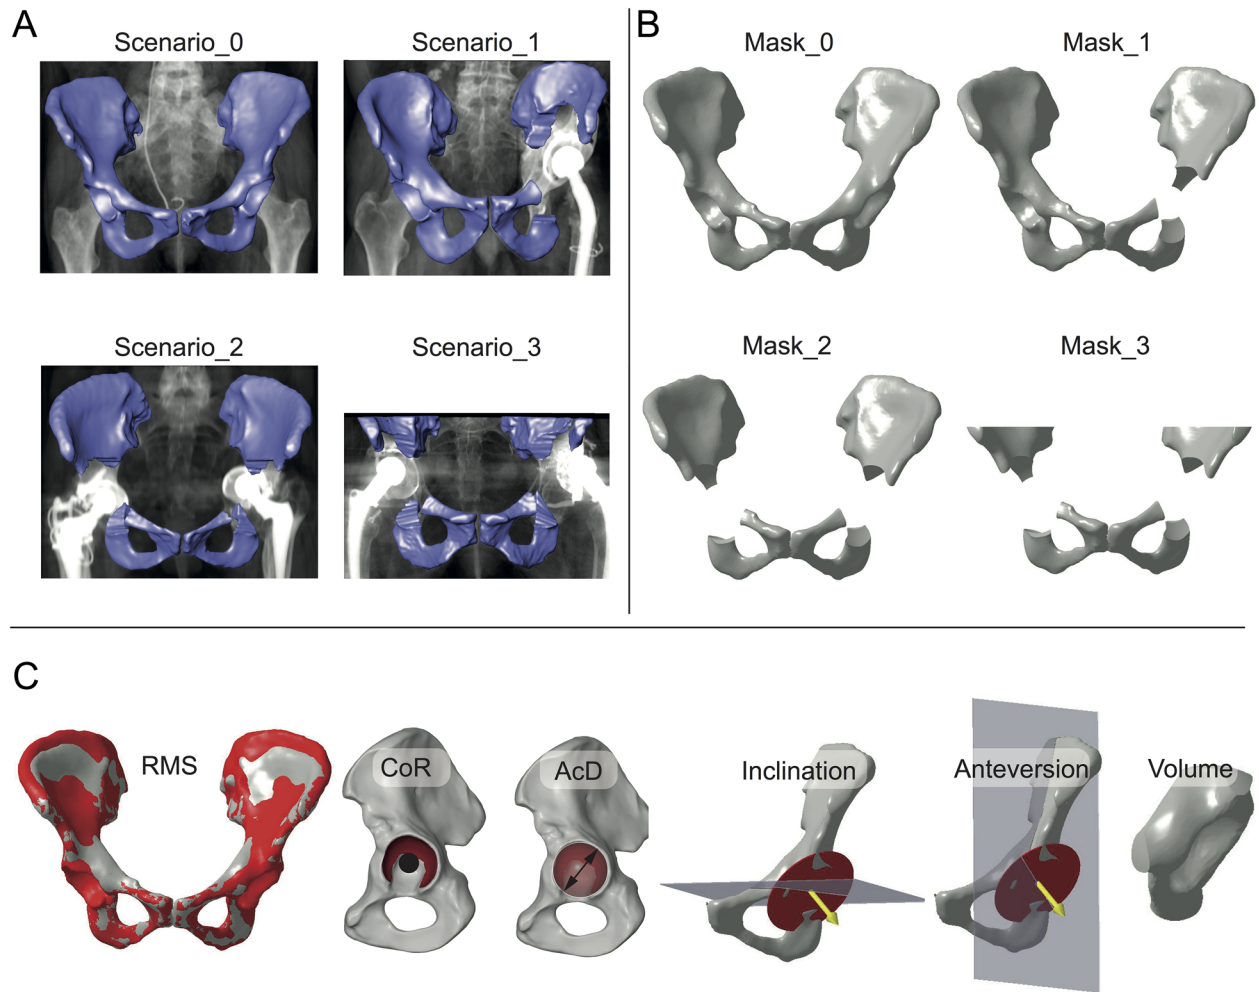 A
B
Scenario_0
Scenario_1
Mask_0
Mask_1
Scenario_2
Scenario_3
Mask_2
Mask_3
C
RMS
CoR
AcD
Inclination
Anteversion
Volume